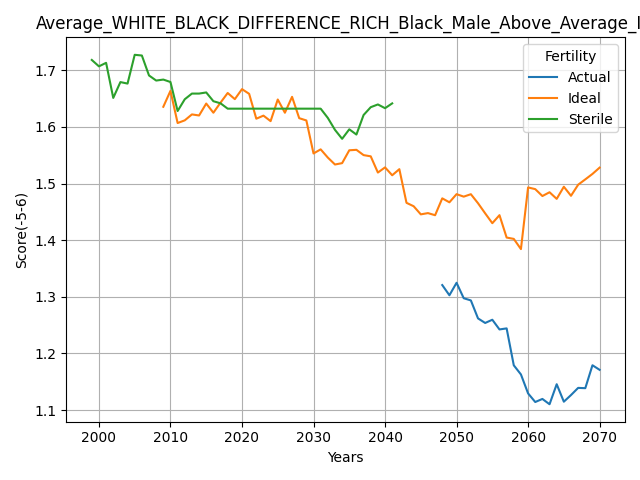 Average_WHITE_BLACK_DIFFERENCE_RICH_Black_Male_Above_Average_I
Fertility
Actual
Ideal
Sterile
Score(-5-6)
1.7
1.6
1.5
1.4
1.3
1.2
1.1
2000 2010 2020 2030 2040 2050 2060 2070
Years